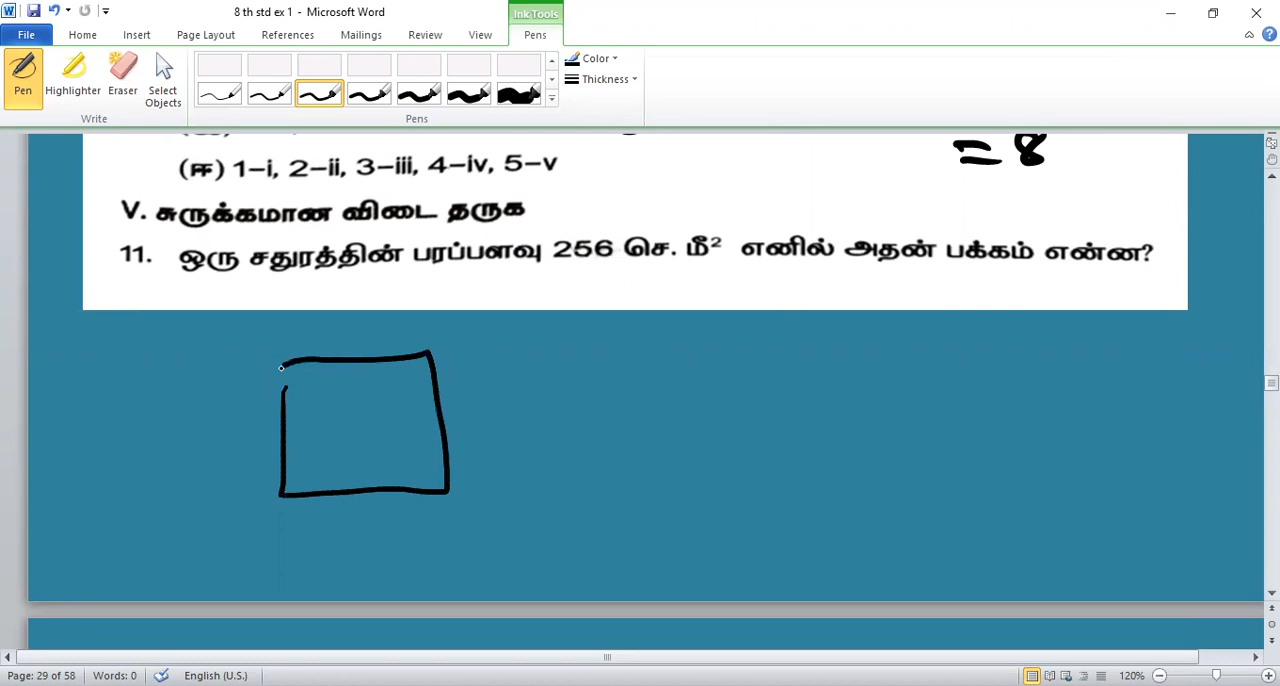 8 th std ex 1 - Microsoft Word
Ink Tools
File Home Insert Page Layout References Mailings Review View Pens
Pen Highlighter Eraser Select Objects
Color
Thickness
Write Pens
= 8
(ஈ) 1–i, 2–ii, 3–iii, 4–iv, 5–v
V. சுருக்கமான விடை தருக
11. ஒரு சதுரத்தின் பரப்பளவு 256 செ. மீ² எனில் அதன் பக்கம் என்ன?
Page: 29 of 58 Words: 0 English (U.S.) 120%